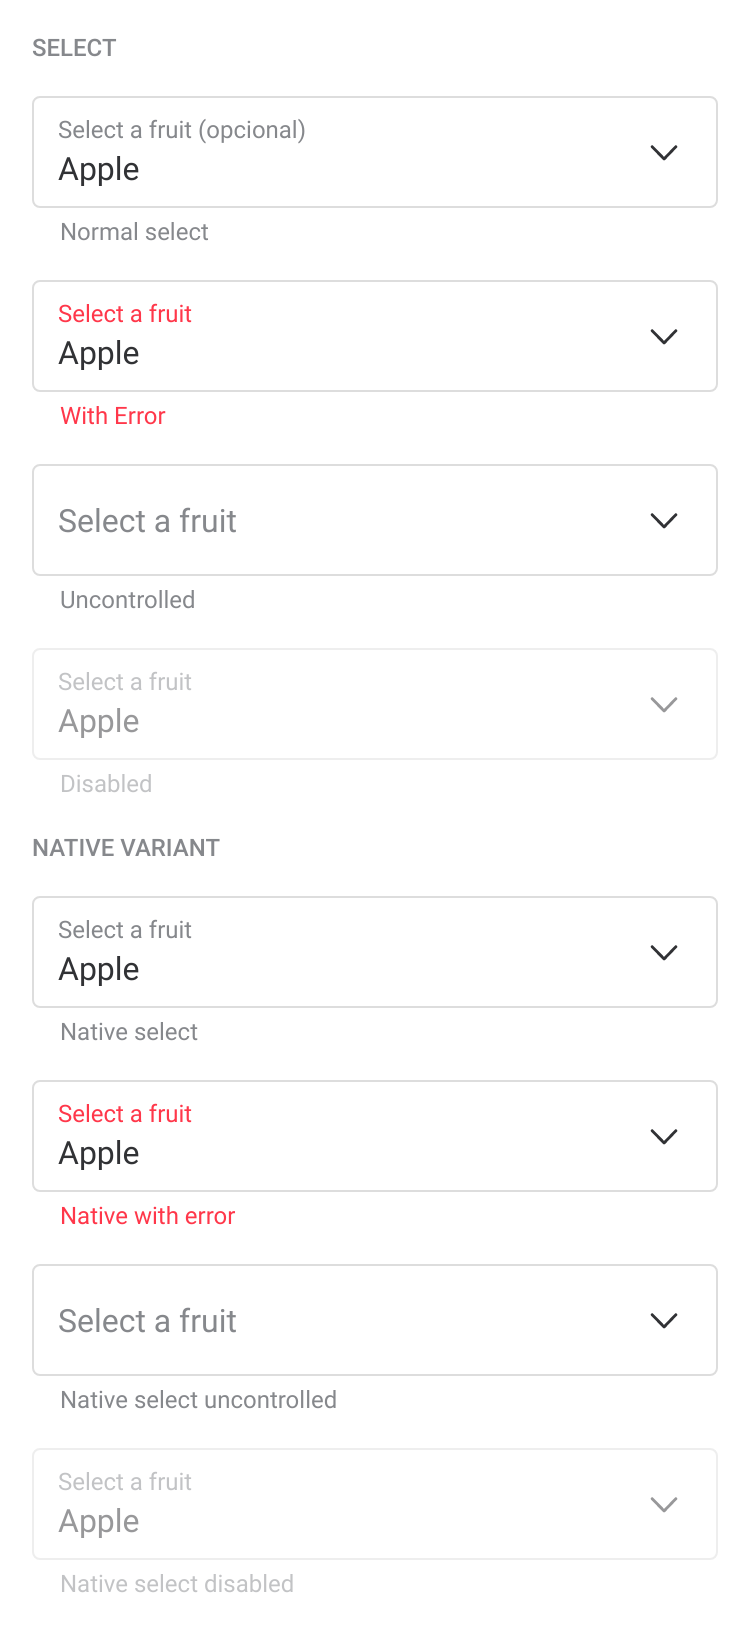 SELECT
Select a fruit (opcional)
Apple
Normal select
Select a fruit
Apple
With Error
Select a fruit
Uncontrolled
Select a fruit
Apple
Disabled
NATIVE VARIANT
Select a fruit
Apple
Native select
Select a fruit
Apple
Native with error
Select a fruit
Native select uncontrolled
Select a fruit
Apple
Native select disabled